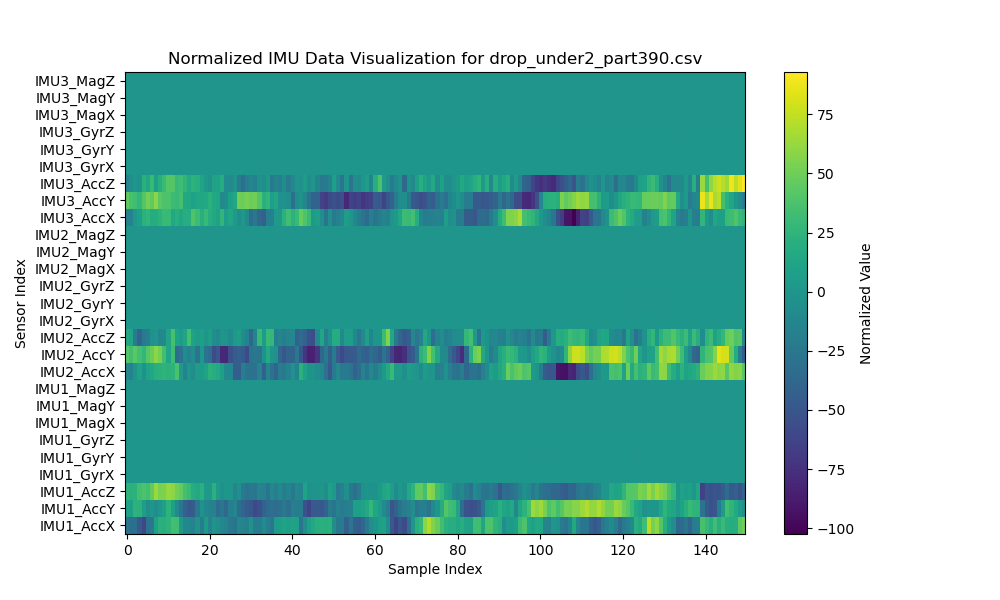 Normalized IMU Data Visualization for drop_under2_part390.csv
IMU3_MagZ
IMU3_MagY
IMU3_MagX
IMU3_GyrZ
IMU3_GyrY
IMU3_GyrX
IMU3_AccZ
IMU3_AccY
IMU3_AccX
IMU2_MagZ
IMU2_MagY
IMU2_MagX
IMU2_GyrZ
IMU2_GyrY
IMU2_GyrX
IMU2_AccZ
IMU2_AccY
IMU2_AccX
IMU1_MagZ
IMU1_MagY
IMU1_MagX
IMU1_GyrZ
IMU1_GyrY
IMU1_GyrX
IMU1_AccZ
IMU1_AccY
IMU1_AccX
Sensor Index
0 20 40 60 80 100 120 140
Sample Index
75
50
25
0
−25
−50
−75
−100
Normalized Value